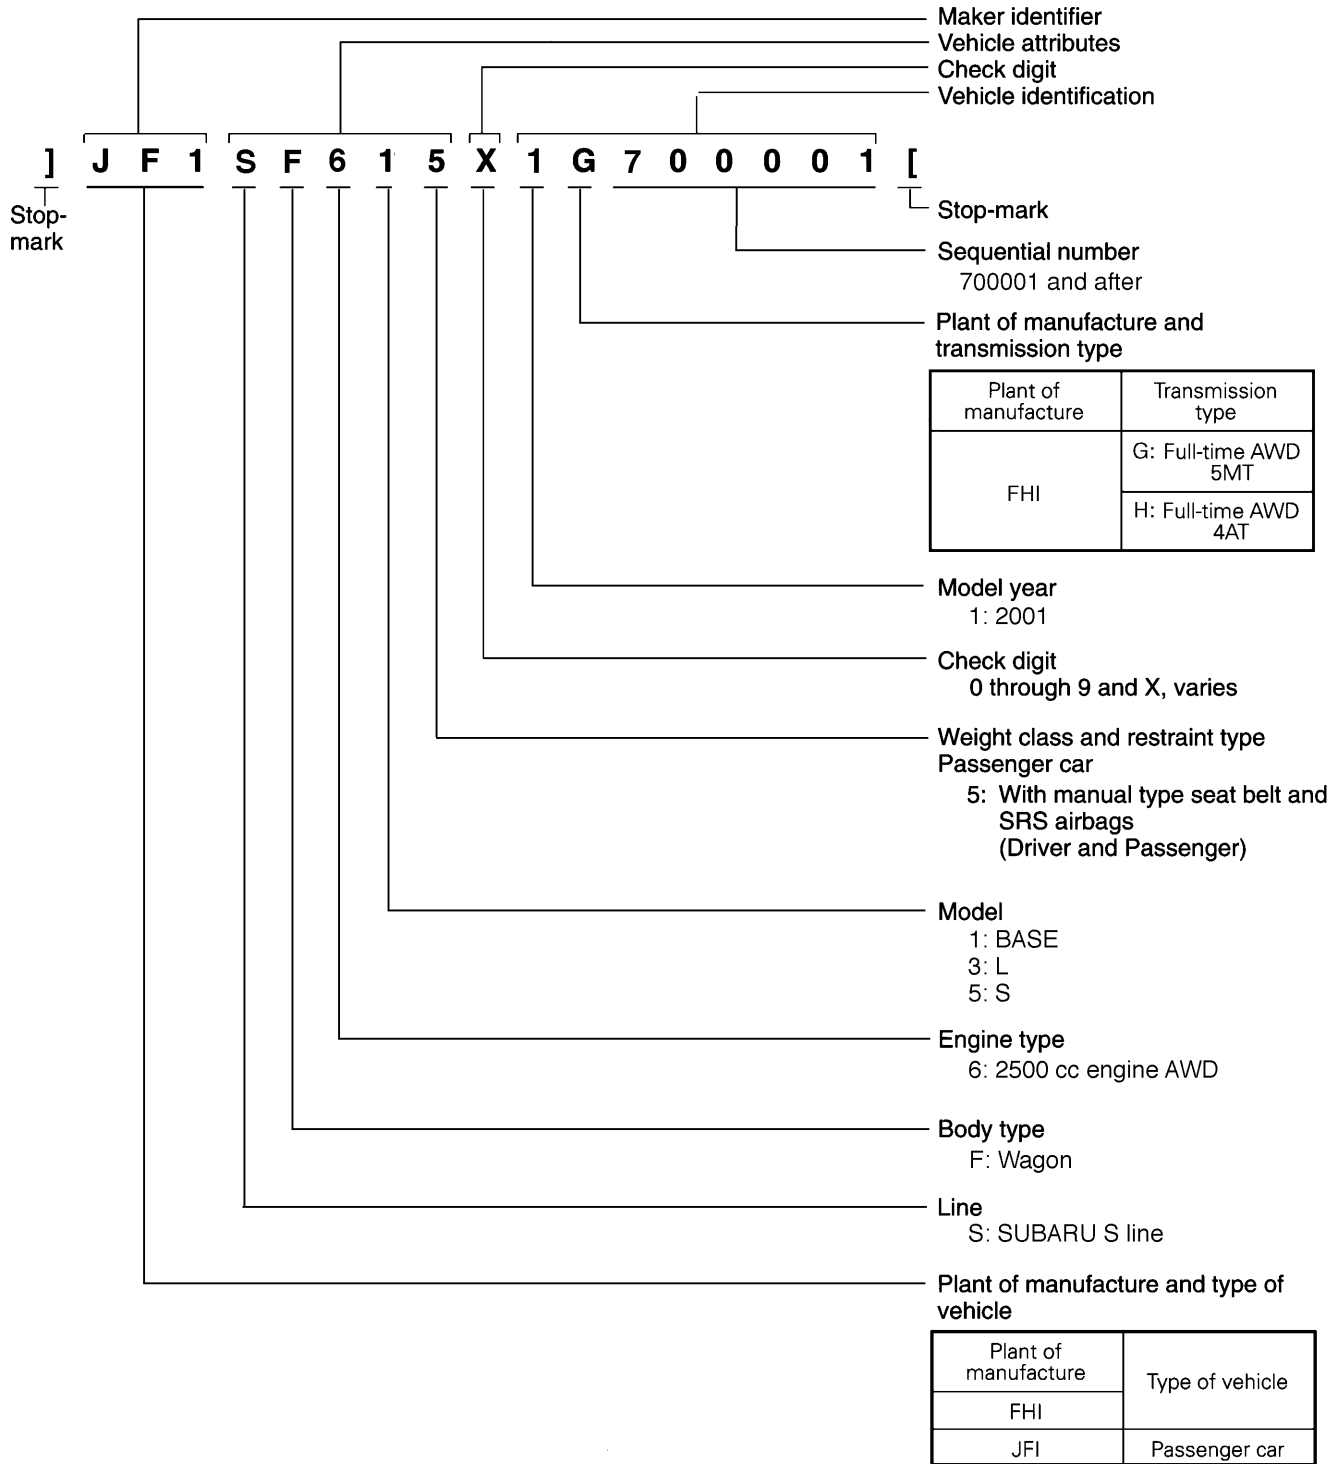 Maker identifier
Vehicle attributes
Check digit
Vehicle identification
] J F 1 S F 6 1 5 X 1 G 7 0 0 0 0 1 [
Stop-
mark
Stop-mark
Sequential number
700001 and after
Plant of manufacture and
transmission type
Plant of
manufacture
Transmission
type
FHI
G: Full-time AWD
5MT
H: Full-time AWD
4AT
Model year
1: 2001
Check digit
0 through 9 and X, varies
Weight class and restraint type
Passenger car
5: With manual type seat belt and
SRS airbags
(Driver and Passenger)
Model
1: BASE
3: L
5: S
Engine type
6: 2500 cc engine AWD
Body type
F: Wagon
Line
S: SUBARU S line
Plant of manufacture and type of
vehicle
Plant of
manufacture
Type of vehicle
FHI
JFI
Passenger car